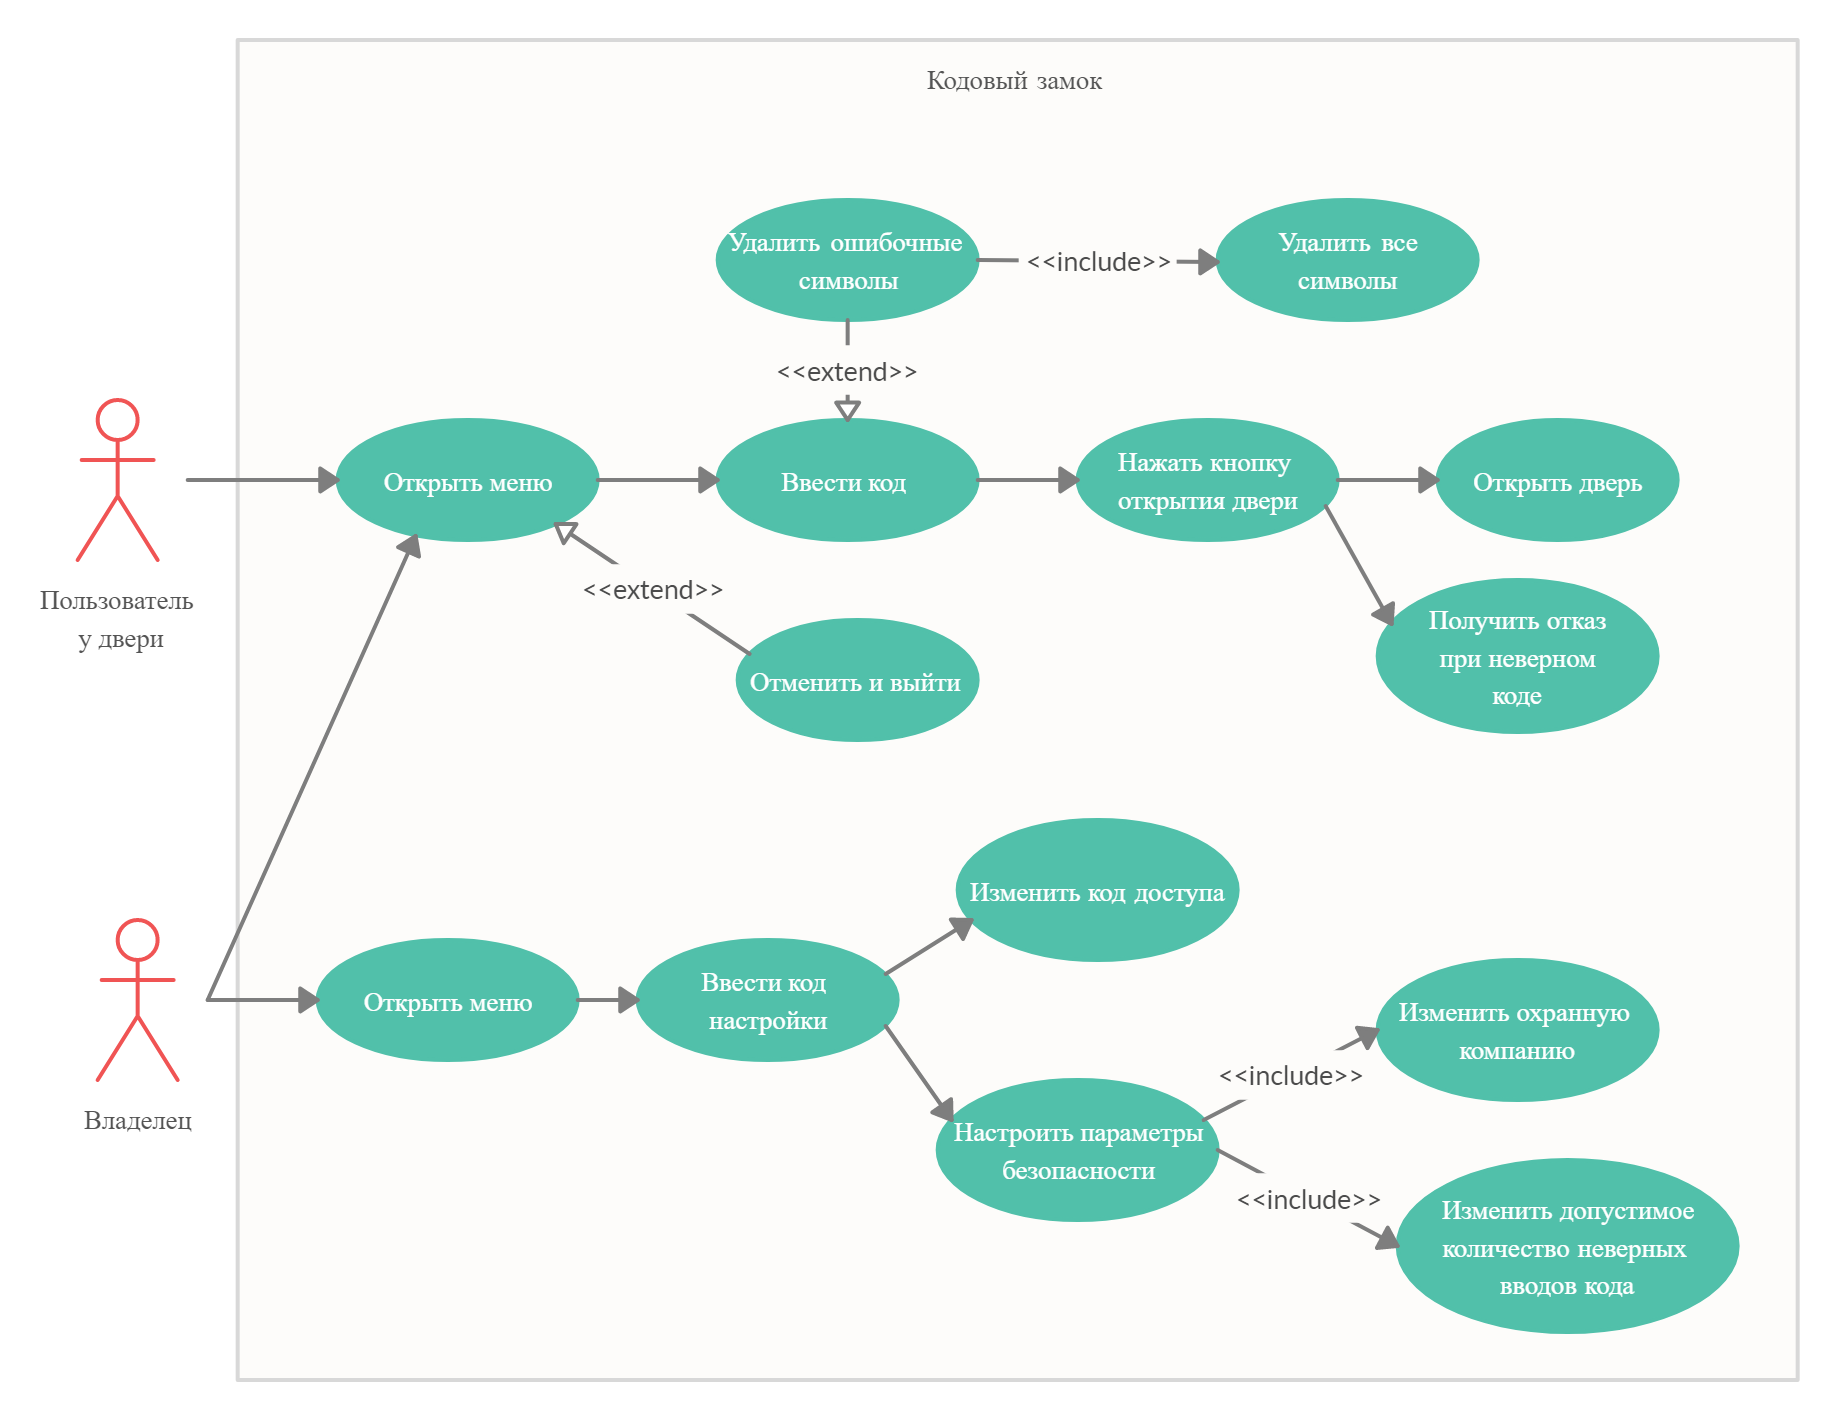 Кодовый замок
Удалить ошибочные
символы
<<include>>
Удалить все
символы
<<extend>>
Открыть меню
Ввести код
Нажать кнопку
открытия двери
Открыть дверь
Пользователь
у двери
<<extend>>
Отменить и выйти
Получить отказ
при неверном
коде
Изменить код доступа
Владелец
Открыть меню
Ввести код
настройки
Настроить параметры
безопасности
<<include>>
Изменить охранную
компанию
<<include>>
Изменить допустимое
количество неверных
вводов кода